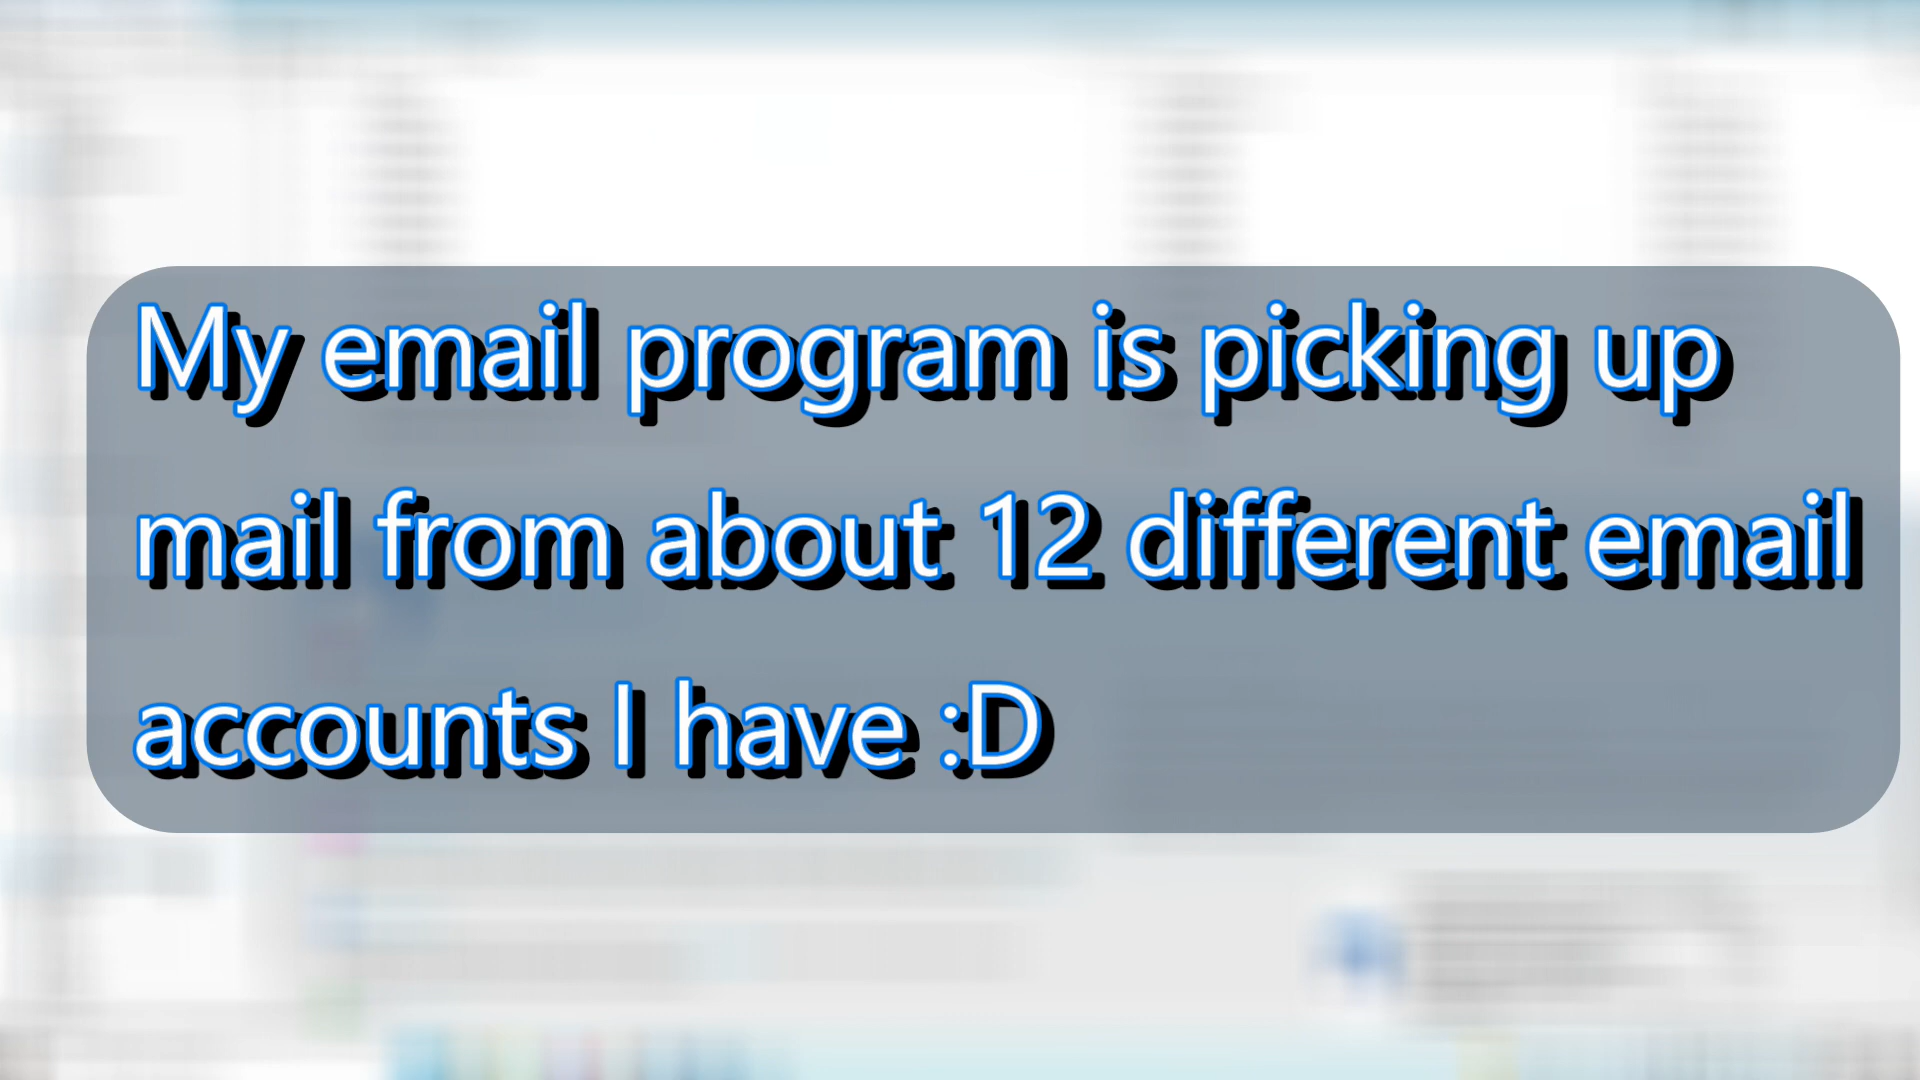 My email program is picking up
mail from about 12 different email
accounts I have :D